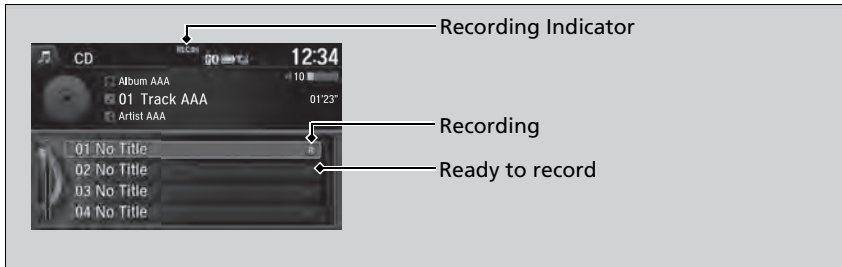 Recording Indicator
CD
12:34
10
Album AAA
01 Track AAA
01'23"
Artist AAA
Recording
01 No Title
Ready to record
02 No Title
03 No Title
04 No Title